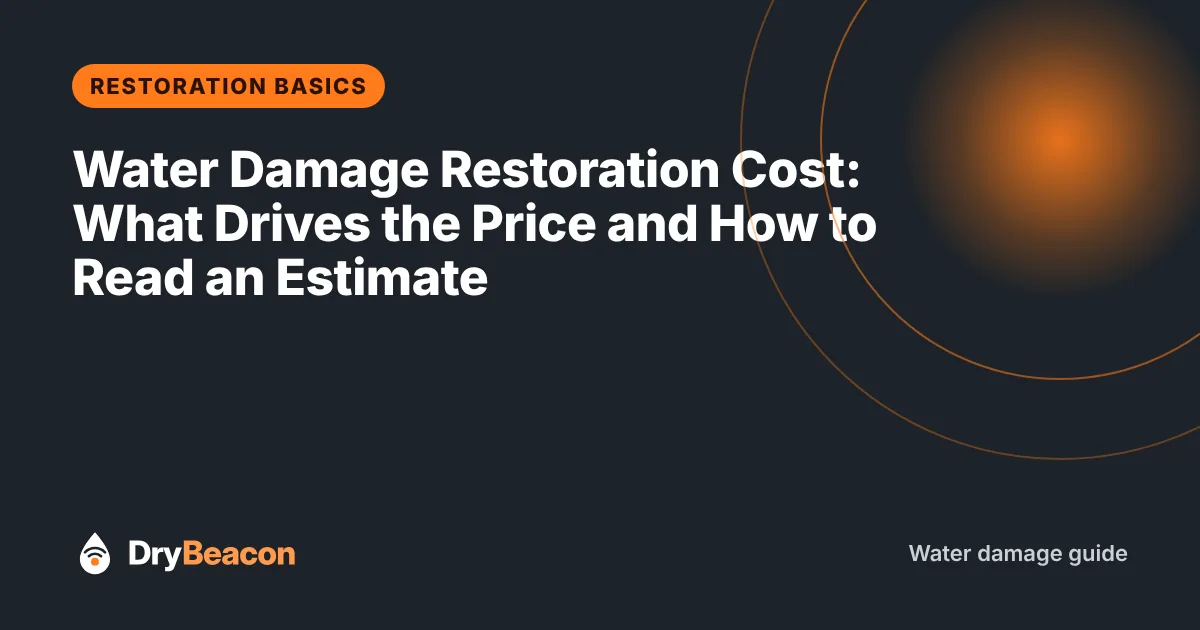 RESTORATION BASICS
Water Damage Restoration Cost:
What Drives the Price and How to
Read an Estimate
DryBeacon
Water damage guide